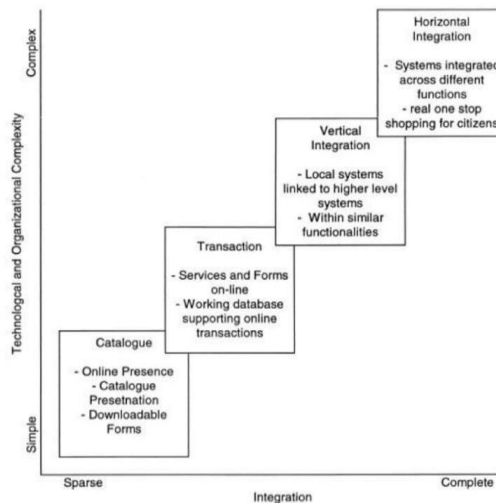 Horizontal
Integration
- Systems integrated
across different
functions
- real one stop
shopping for citizens
Vertical
Integration
- Local systems
linked to higher level
systems
- Within similar
functionalities
Transaction
- Services and Forms
on-line
- Working database
supporting online
transactions
Catalogue
- Online Presence
- Catalogue
Presetnation
- Downloadable
Forms
Complex
Technologcal and Organizational Complexity
Simple
Sparse
Complete
Integration